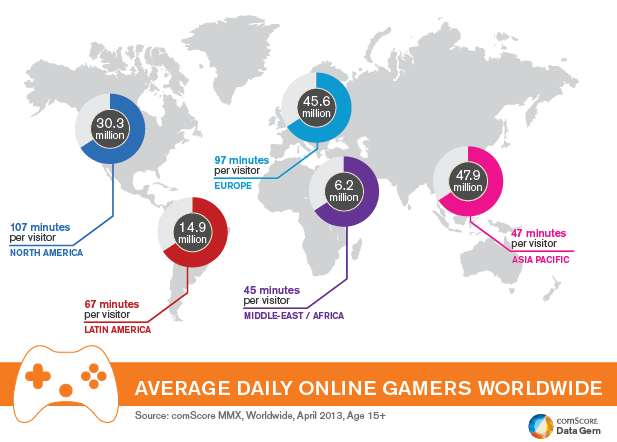 30.3
million
107 minutes
per visitor
NORTH AMERICA
14.9
million
67 minutes
per visitor
LATIN AMERICA
45.6
million
97 minutes
per visitor
EUROPE
6.2
million
45 minutes
per visitor
MIDDLE-EAST / AFRICA
47.9
million
47 minutes
per visitor
ASIA PACIFIC
AVERAGE DAILY ONLINE GAMERS WORLDWIDE
Source: comScore MMX, Worldwide, April 2013, Age 15+
comSCORE.
Data Gem